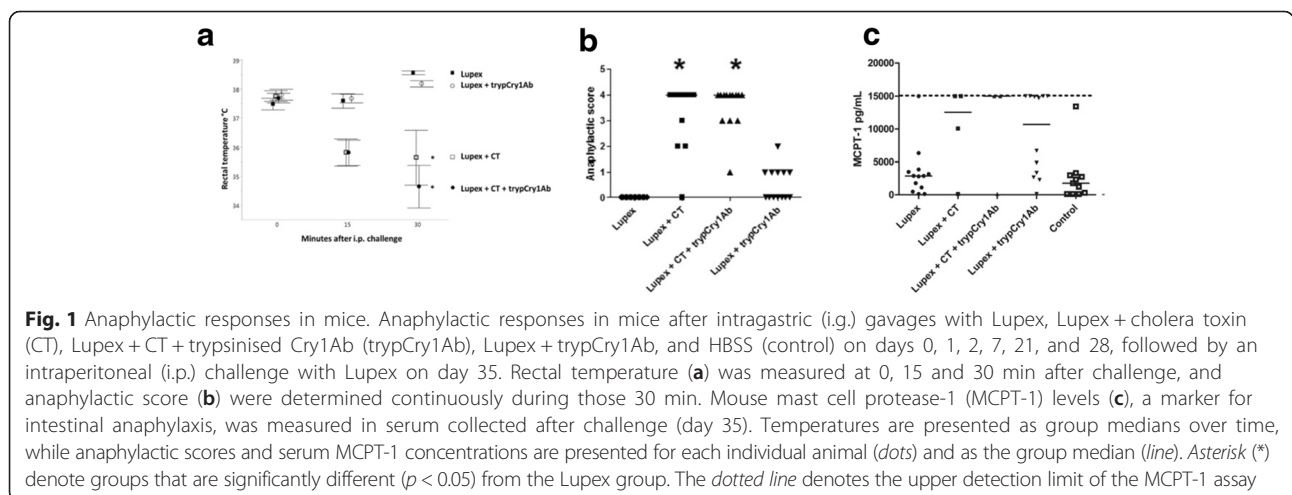 a
b
c
39
38
37
36
35
34
Rectal temperature °C
0
15
30
Minutes after i.p. challenge
Lupex
Lupex + trypCry1Ab
Lupex + CT
Lupex + CT + trypCry1Ab
*
*
5
4
3
2
1
0
Anaphylactic score
*
*
Lupex
Lupex + CT
Lupex + CT + trypCry1Ab
Lupex + trypCry1Ab
20000
15000
10000
5000
0
MCPT-1 pg/mL
Lupex
Lupex + CT
Lupex + CT + trypCry1Ab
Lupex + trypCry1Ab
Control
Fig. 1 Anaphylactic responses in mice. Anaphylactic responses in mice after intragastric (i.g.) gavages with Lupex, Lupex + cholera toxin
(CT), Lupex + CT + trypsinised Cry1Ab (trypCry1Ab), Lupex + trypCry1Ab, and HBSS (control) on days 0, 1, 2, 7, 21, and 28, followed by an
intraperitoneal (i.p.) challenge with Lupex on day 35. Rectal temperature (a) was measured at 0, 15 and 30 min after challenge, and
anaphylactic score (b) were determined continuously during those 30 min. Mouse mast cell protease-1 (MCPT-1) levels (c), a marker for
intestinal anaphylaxis, was measured in serum collected after challenge (day 35). Temperatures are presented as group medians over time,
while anaphylactic scores and serum MCPT-1 concentrations are presented for each individual animal (dots) and as the group median (line). Asterisk (*)
denote groups that are significantly different (p < 0.05) from the Lupex group. The dotted line denotes the upper detection limit of the MCPT-1 assay